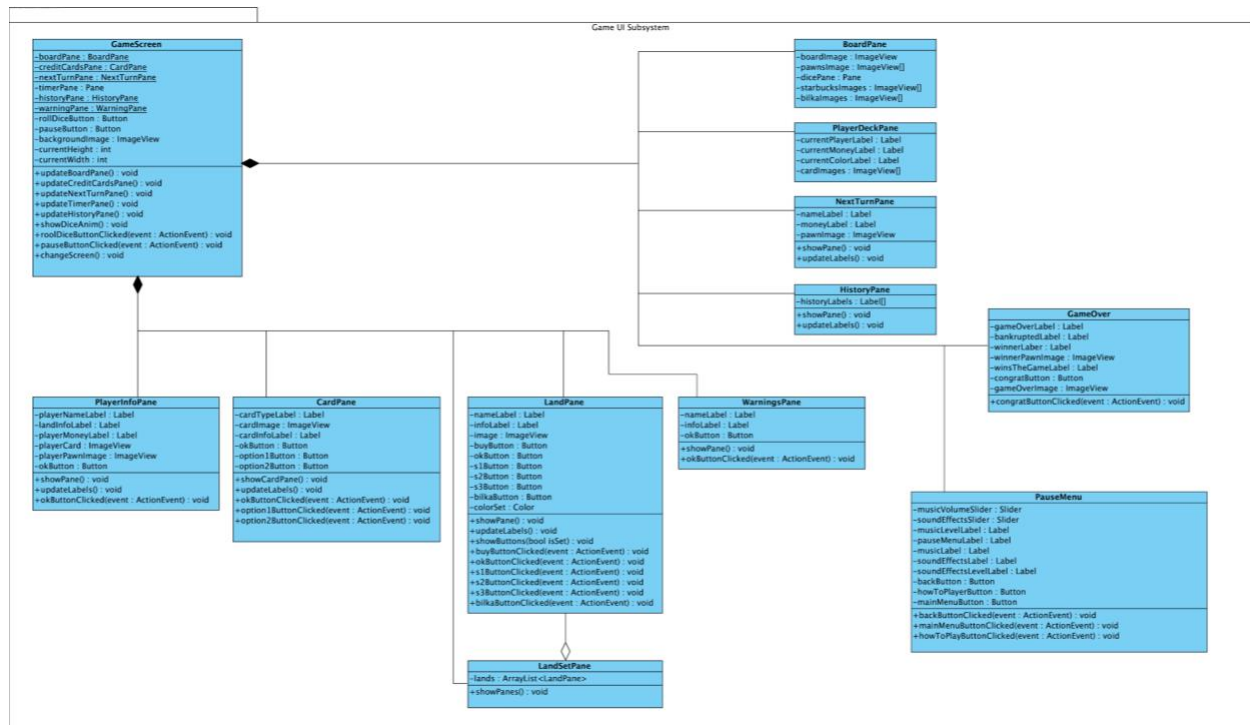 Game UI Subsystem
GameScreen
-boardPane : BoardPane
-creditCardsPane : CardPane
-nextTurnPane : NextTurnPane
-timerPane : Pane
-historyPane : HistoryPane
-warningPane : WarningPane
-rollDiceButton : Button
-pauseButton : Button
-backgroundImage : ImageView
-currentHeight : int
-currentWidth : int
+updateBoardPane() : void
+updateCreditCardsPane() : void
+updateNextTurnPane() : void
+updateTimerPane() : void
+updateHistoryPane() : void
+showDiceAnim() : void
+roolDiceButtonClicked(event : ActionEvent) : void
+pauseButtonClicked(event : ActionEvent) : void
+changeScreen() : void
BoardPane
-boardImage : ImageView
-pawnsImage : ImageView[]
-dicePane : Pane
-starbucksImages : ImageView[]
-bilkaImages : ImageView[]
PlayerDeckPane
-currentPlayerLabel : Label
-currentMoneyLabel : Label
-currentColorLabel : Label
-cardImages : ImageView[]
NextTurnPane
-nameLabel : Label
-moneyLabel : Label
-pawnImage : ImageView
+showPane() : void
+updateLabels() : void
HistoryPane
-historyLabels : Label[]
+showPane() : void
+updateLabels() : void
GameOver
-gameOverLabel : Label
-bankruptedLabel : Label
-winnerLaber : Label
-winnerPawnImage : ImageView
-winsTheGameLabel : Label
-congratButton : Button
-gameOverImage : ImageView
+congratButtonClicked(event : ActionEvent) : void
PlayerInfoPane
-playerNameLabel : Label
-landInfoLabel : Label
-playerMoneyLabel : Label
-playerCard : ImageView
-playerPawnImage : ImageView
-okButton : Button
+showPane() : void
+updateLabels() : void
+okButtonClicked(event : ActionEvent) : void
CardPane
-cardTypeLabel : Label
-cardImage : ImageView
-cardInfoLabel : Label
-okButton : Button
-option1Button : Button
-option2Button : Button
+showCardPane() : void
+updateLabels() : void
+okButtonClicked(event : ActionEvent) : void
+option1ButtonClicked(event : ActionEvent) : void
+option2ButtonClicked(event : ActionEvent) : void
LandPane
-nameLabel : Label
-infoLabel : Label
-image : ImageView
-buyButton : Button
-okButton : Button
-s1Button : Button
-s2Button : Button
-s3Button : Button
-bilkaButton : Button
-colorSet : Color
+showPane() : void
+updateLabels() : void
+showButtons(bool isSet) : void
+buyButtonClicked(event : ActionEvent) : void
+okButtonClicked(event : ActionEvent) : void
+s1ButtonClicked(event : ActionEvent) : void
+s2ButtonClicked(event : ActionEvent) : void
+s3ButtonClicked(event : ActionEvent) : void
+bilkaButtonClicked(event : ActionEvent) : void
WarningsPane
-nameLabel : Label
-infoLabel : Label
-okButton : Button
+showPane() : void
+okButtonClicked(event : ActionEvent) : void
PauseMenu
-musicVolumeSlider : Slider
-soundEffectsSlider : Slider
-musicLevelLabel : Label
-pauseMenuLabel : Label
-musicLabel : Label
-soundEffectsLabel : Label
-soundEffectsLevelLabel : Label
-backButton : Button
-howToPlayerButton : Button
-mainMenuButton : Button
+backButtonClicked(event : ActionEvent) : void
+mainMenuButtonClicked(event : ActionEvent) : void
+howToPlayButtonClicked(event : ActionEvent) : void
LandSetPane
-lands : ArrayList<LandPane>
+showPanes() : void